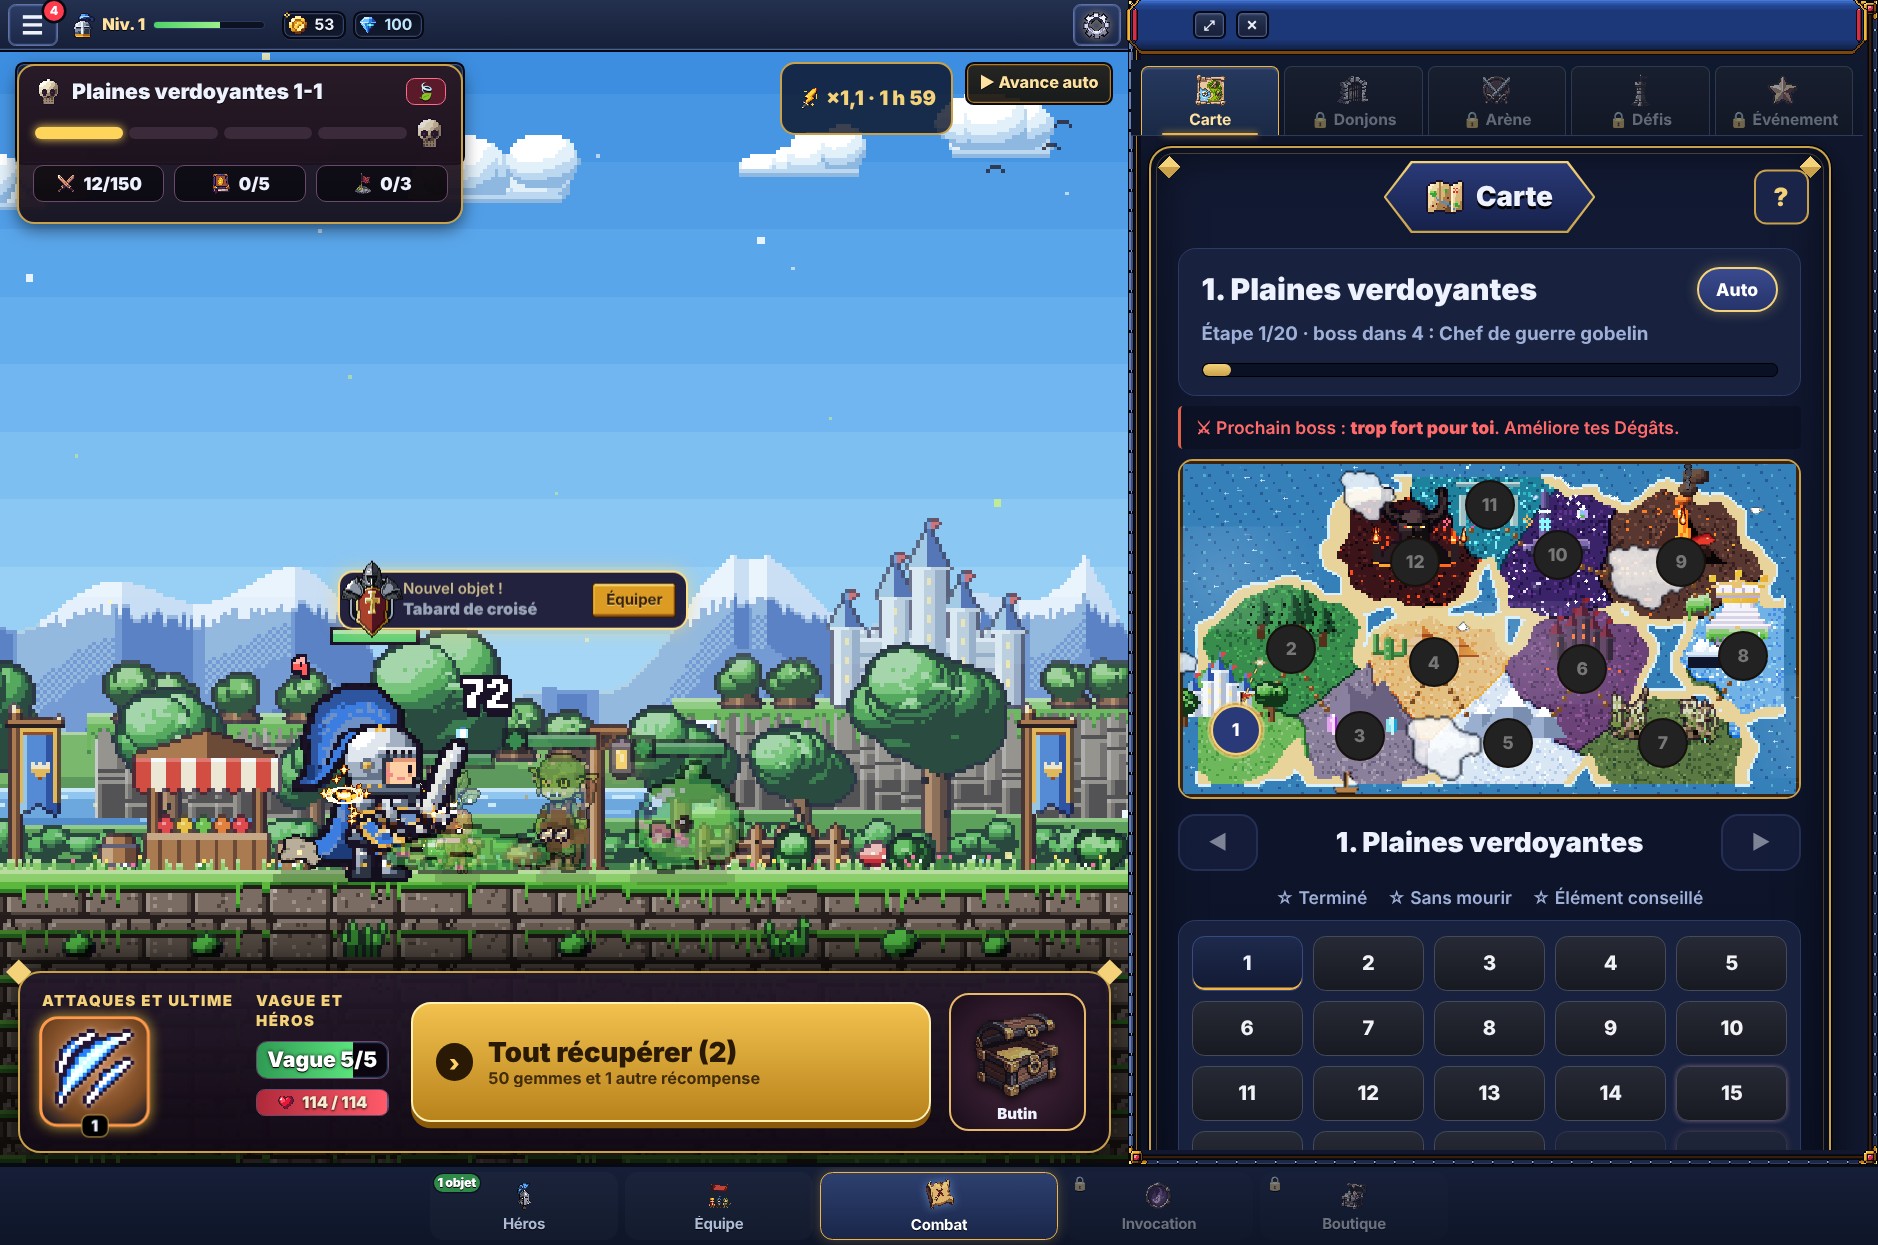 4
Niv. 1
53
100
Plaines verdoyantes 1-1
12/150
0/5
0/3
×1,1 · 1 h 59
Avance auto
Nouvel objet !
Tabard de croisé
Équiper
4
72
ATTAQUES ET ULTIME
1
VAGUE ET
HÉROS
Vague 5/5
114 / 114
Tout récupérer (2)
50 gemmes et 1 autre récompense
Butin
Carte
Donjons
Arène
Défis
Événement
Carte
?
1. Plaines verdoyantes
Auto
Étape 1/20 · boss dans 4 : Chef de guerre gobelin
Prochain boss : trop fort pour toi. Améliore tes Dégâts.
11
12
10
9
2
4
6
8
1
3
5
7
1. Plaines verdoyantes
☆ Terminé ☆ Sans mourir ☆ Élément conseillé
1 2 3 4 5
6 7 8 9 10
11 12 13 14 15
1 objet
Héros
Équipe
Combat
Invocation
Boutique